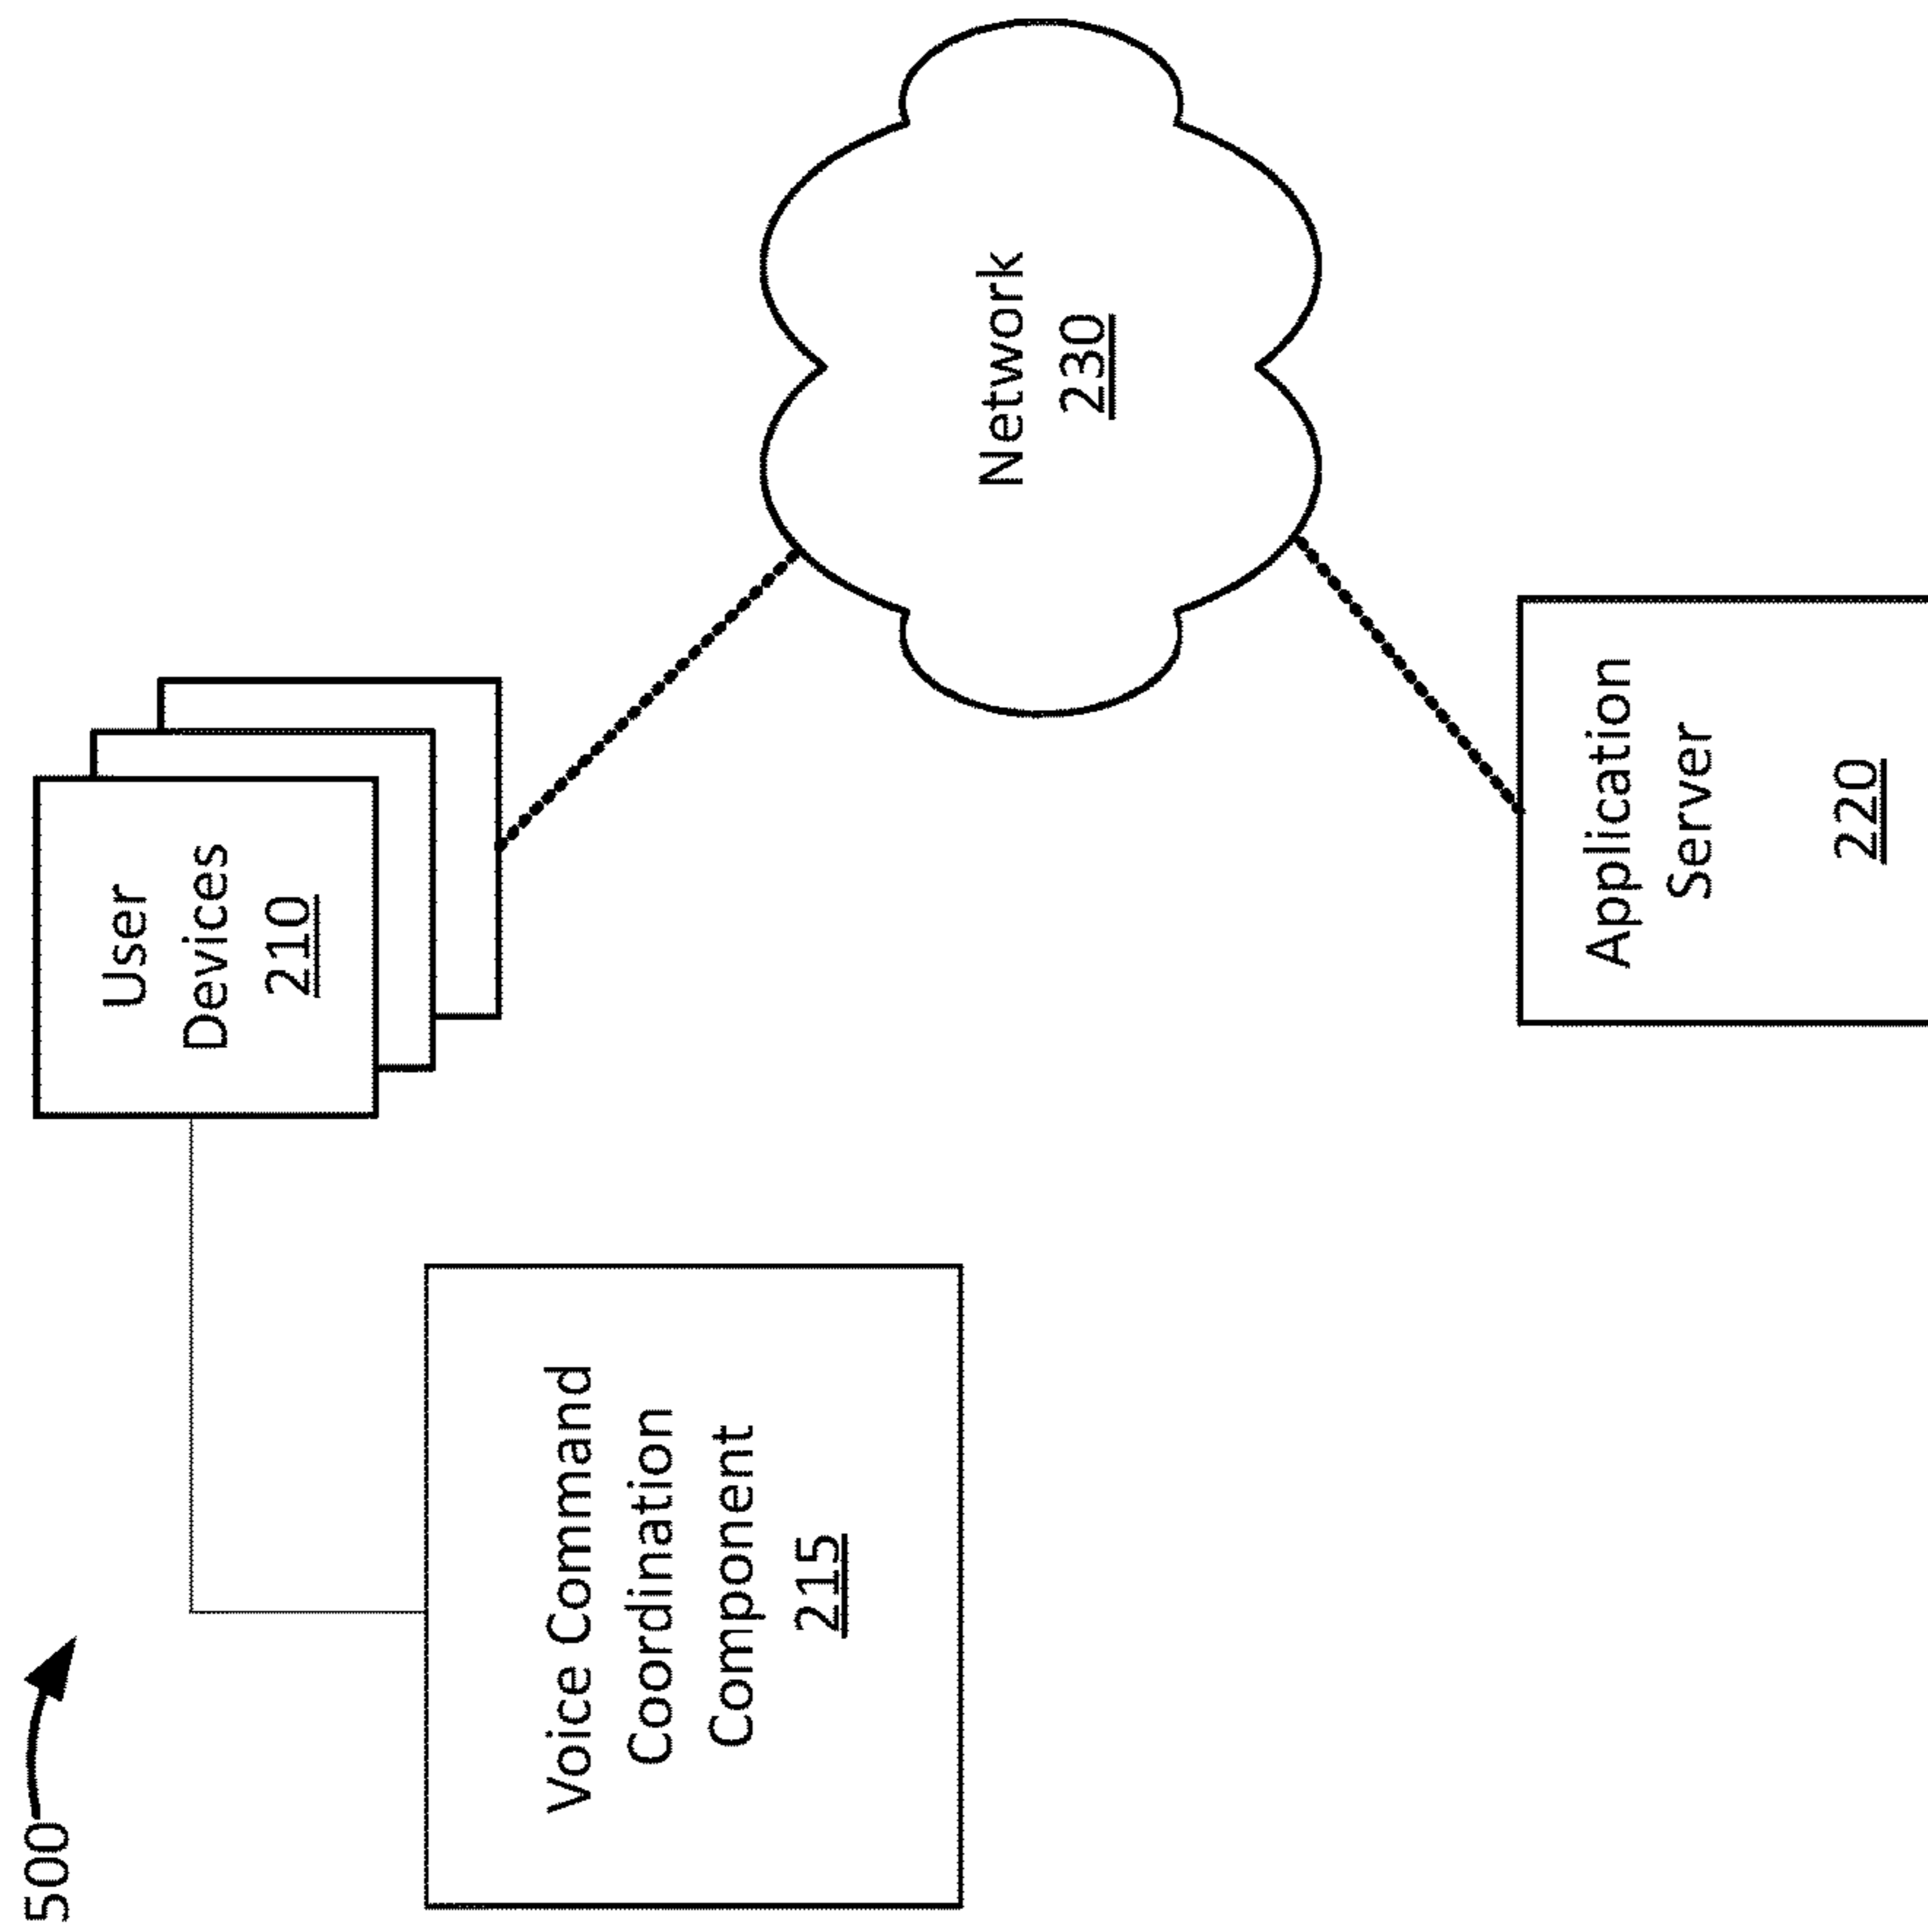 500
User
Devices
210
Voice Command
Coordination
Component
215
Network
230
Application
Server
220